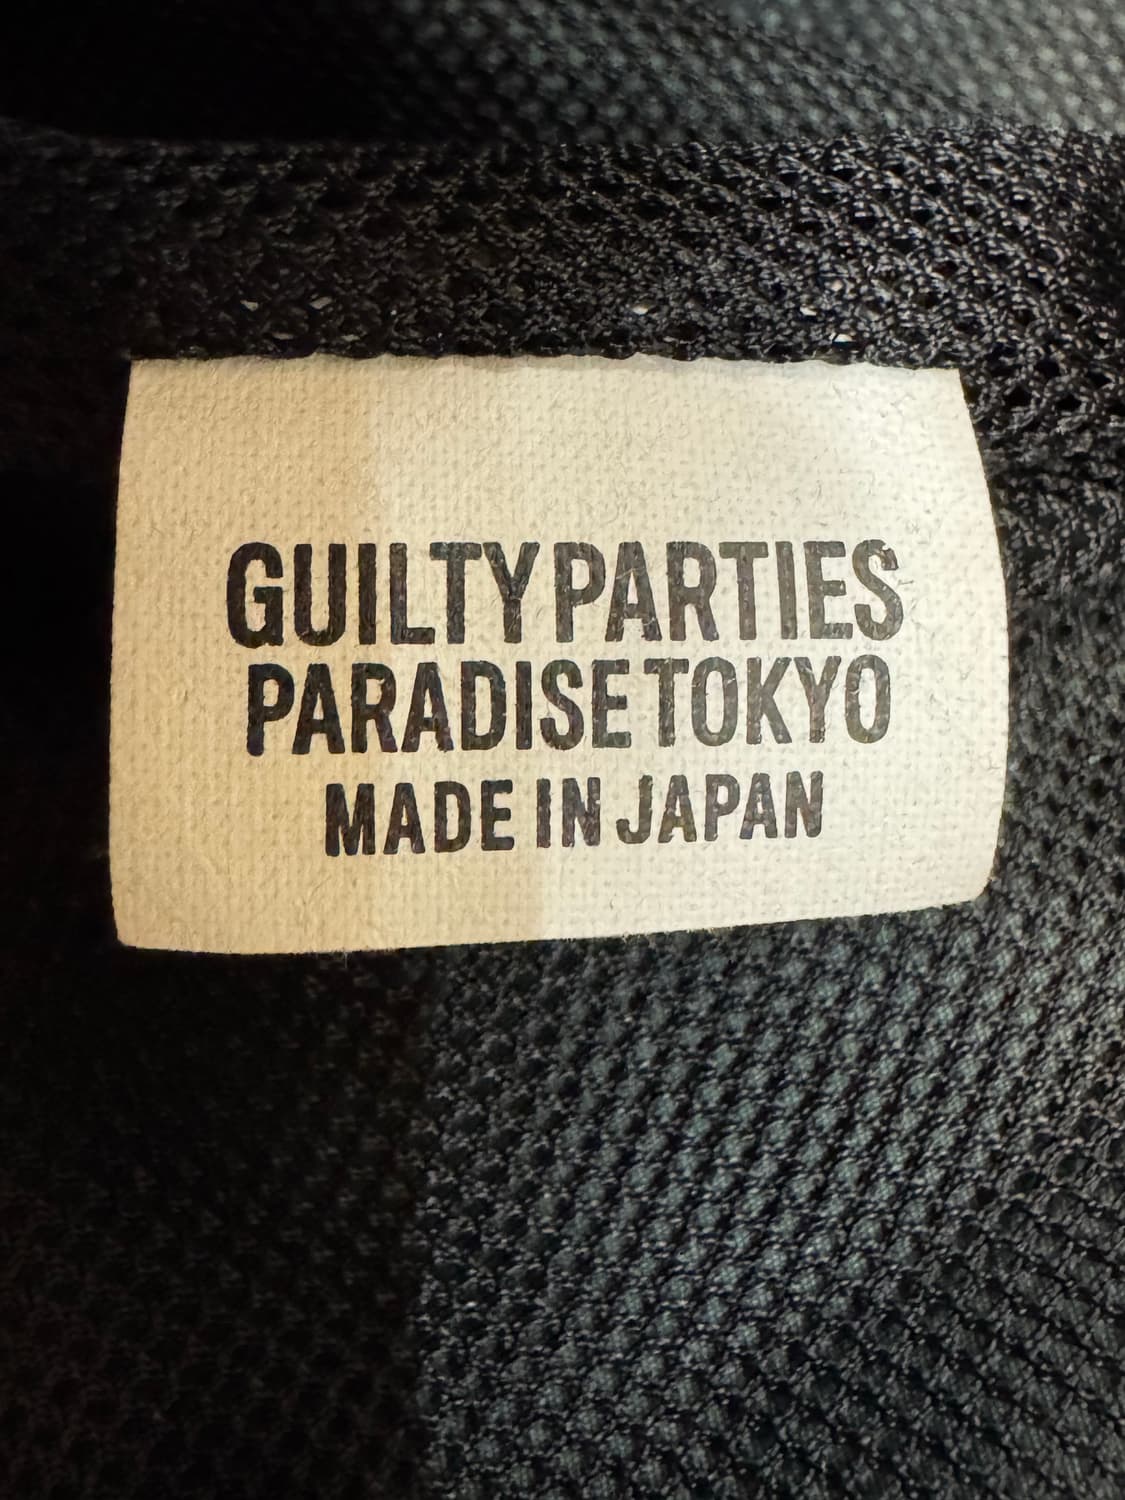 GUILTY PARTIES
PARADISE TOKYO
MADE IN JAPAN